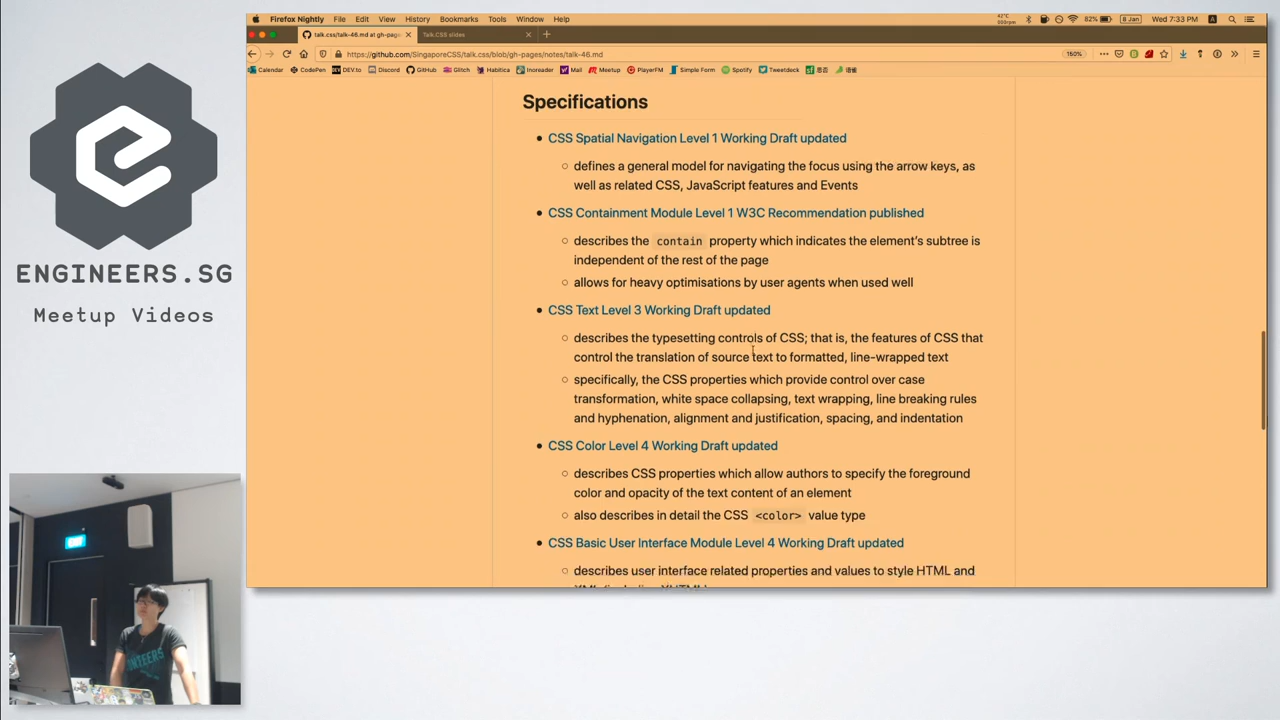 Firefox Nightly File Edit View History Bookmarks Tools Window Help
82% 8 Jan Wed 7:33 PM
talk.css/talk-46.md at gh-page
Talk.CSS slides
https://github.com/SingaporeCSS/talk.css/blob/gh-pages/notes/talk-46.md
150%
Calendar CodePen DEV.to Discord GitHub Glitch Habitica Inoreader Mail Meetup PlayerFM Simple Form Spotify Tweetdeck
Specifications
CSS Spatial Navigation Level 1 Working Draft updated
defines a general model for navigating the focus using the arrow keys, as
well as related CSS, JavaScript features and Events
CSS Containment Module Level 1 W3C Recommendation published
describes the contain property which indicates the element's subtree is
independent of the rest of the page
allows for heavy optimisations by user agents when used well
CSS Text Level 3 Working Draft updated
describes the typesetting controls of CSS; that is, the features of CSS that
control the translation of source text to formatted, line-wrapped text
specifically, the CSS properties which provide control over case
transformation, white space collapsing, text wrapping, line breaking rules
and hyphenation, alignment and justification, spacing, and indentation
CSS Color Level 4 Working Draft updated
describes CSS properties which allow authors to specify the foreground
color and opacity of the text content of an element
also describes in detail the CSS <color> value type
CSS Basic User Interface Module Level 4 Working Draft updated
describes user interface related properties and values to style HTML and
ENGINEERS.SG
Meetup Videos
EXIT